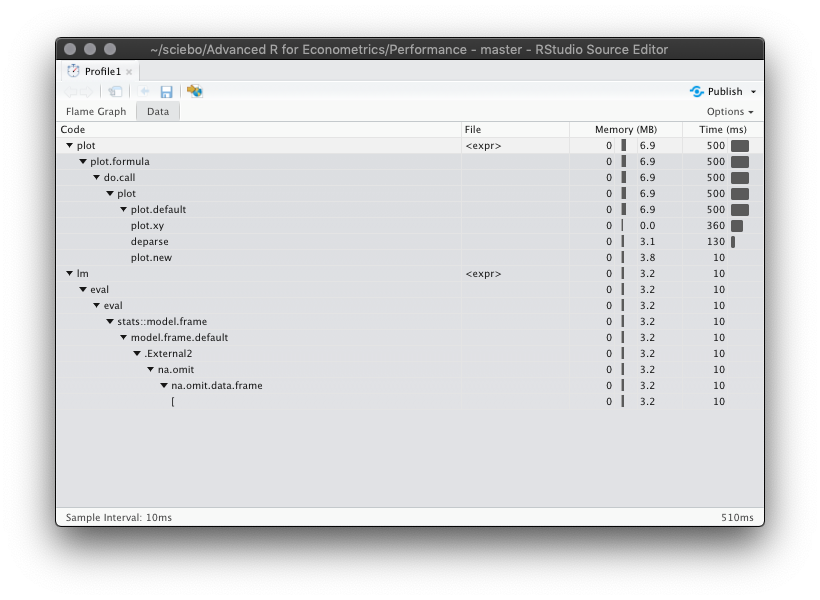 ~/sciebo/Advanced R for Econometrics/Performance - master - RStudio Source Editor
Profile1
Publish
Flame Graph Data Options
Code File Memory (MB) Time (ms)
plot <expr> 0 6.9 500
plot.formula 0 6.9 500
do.call 0 6.9 500
plot 0 6.9 500
plot.default 0 6.9 500
plot.xy 0 0.0 360
deparse 0 3.1 130
plot.new 0 3.8 10
lm <expr> 0 3.2 10
eval 0 3.2 10
eval 0 3.2 10
stats::model.frame 0 3.2 10
model.frame.default 0 3.2 10
.External2 0 3.2 10
na.omit 0 3.2 10
na.omit.data.frame 0 3.2 10
[ 0 3.2 10
Sample Interval: 10ms 510ms